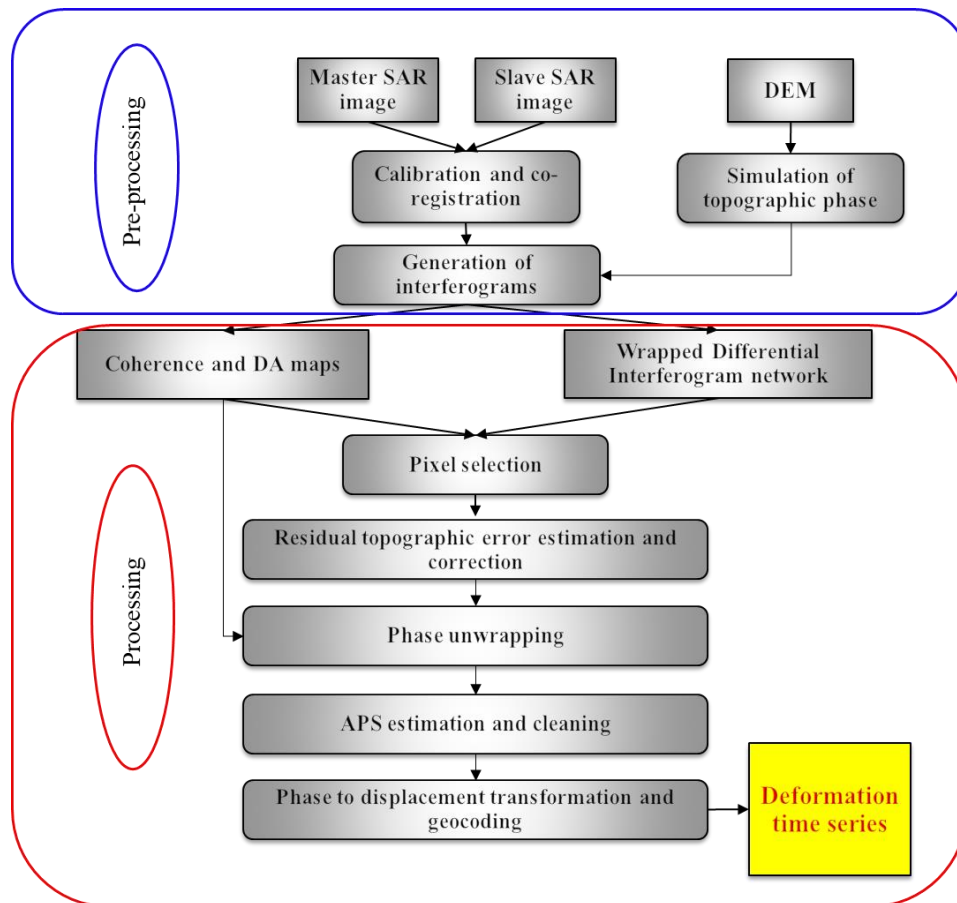 Pre-processing
Master SAR
image
Slave SAR
image
DEM
Calibration and co-
registration
Simulation of
topographic phase
Generation of
interferograms
Coherence and DA maps
Wrapped Differential
Interferogram network
Processing
Pixel selection
Residual topographic error estimation and
correction
Phase unwrapping
APS estimation and cleaning
Phase to displacement transformation and
geocoding
Deformation
time series